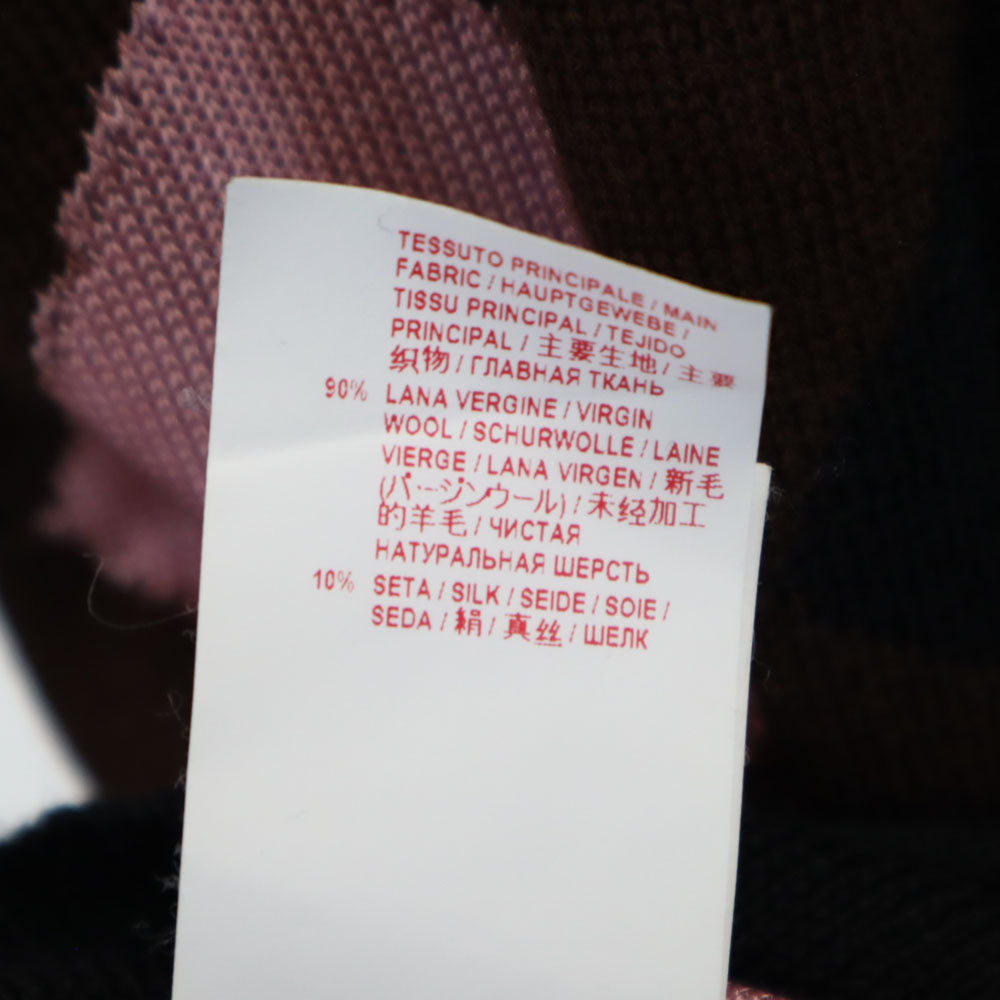 TESSUTO PRINCIPALE / MAIN
FABRIC / HAUPTGEWEBE /
TISSU PRINCIPAL / TEJIDO
PRINCIPAL / 主要生地 / 主要
织物 / ГЛАВНАЯ ТКАНЬ
90% LANA VERGINE / VIRGIN
WOOL / SCHURWOLLE / LAINE
VIERGE / LANA VIRGEN / 新毛
(バージンウール) / 未经加工
的羊毛 / ЧИСТАЯ
НАТУРАЛЬНАЯ ШЕРСТЬ
10% SETA / SILK / SEIDE / SOIE /
SEDA / 絹 / 真丝 / ШЕЛК